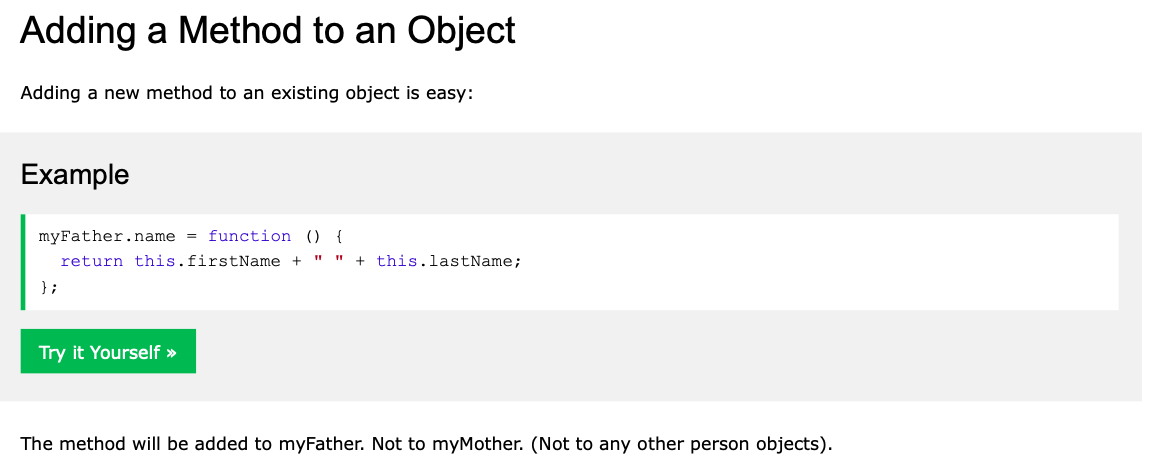 Adding a Method to an Object
Adding a new method to an existing object is easy:
Example
myFather.name = function () {
  return this.firstName + " " + this.lastName;
};
Try it Yourself »
The method will be added to myFather. Not to myMother. (Not to any other person objects).